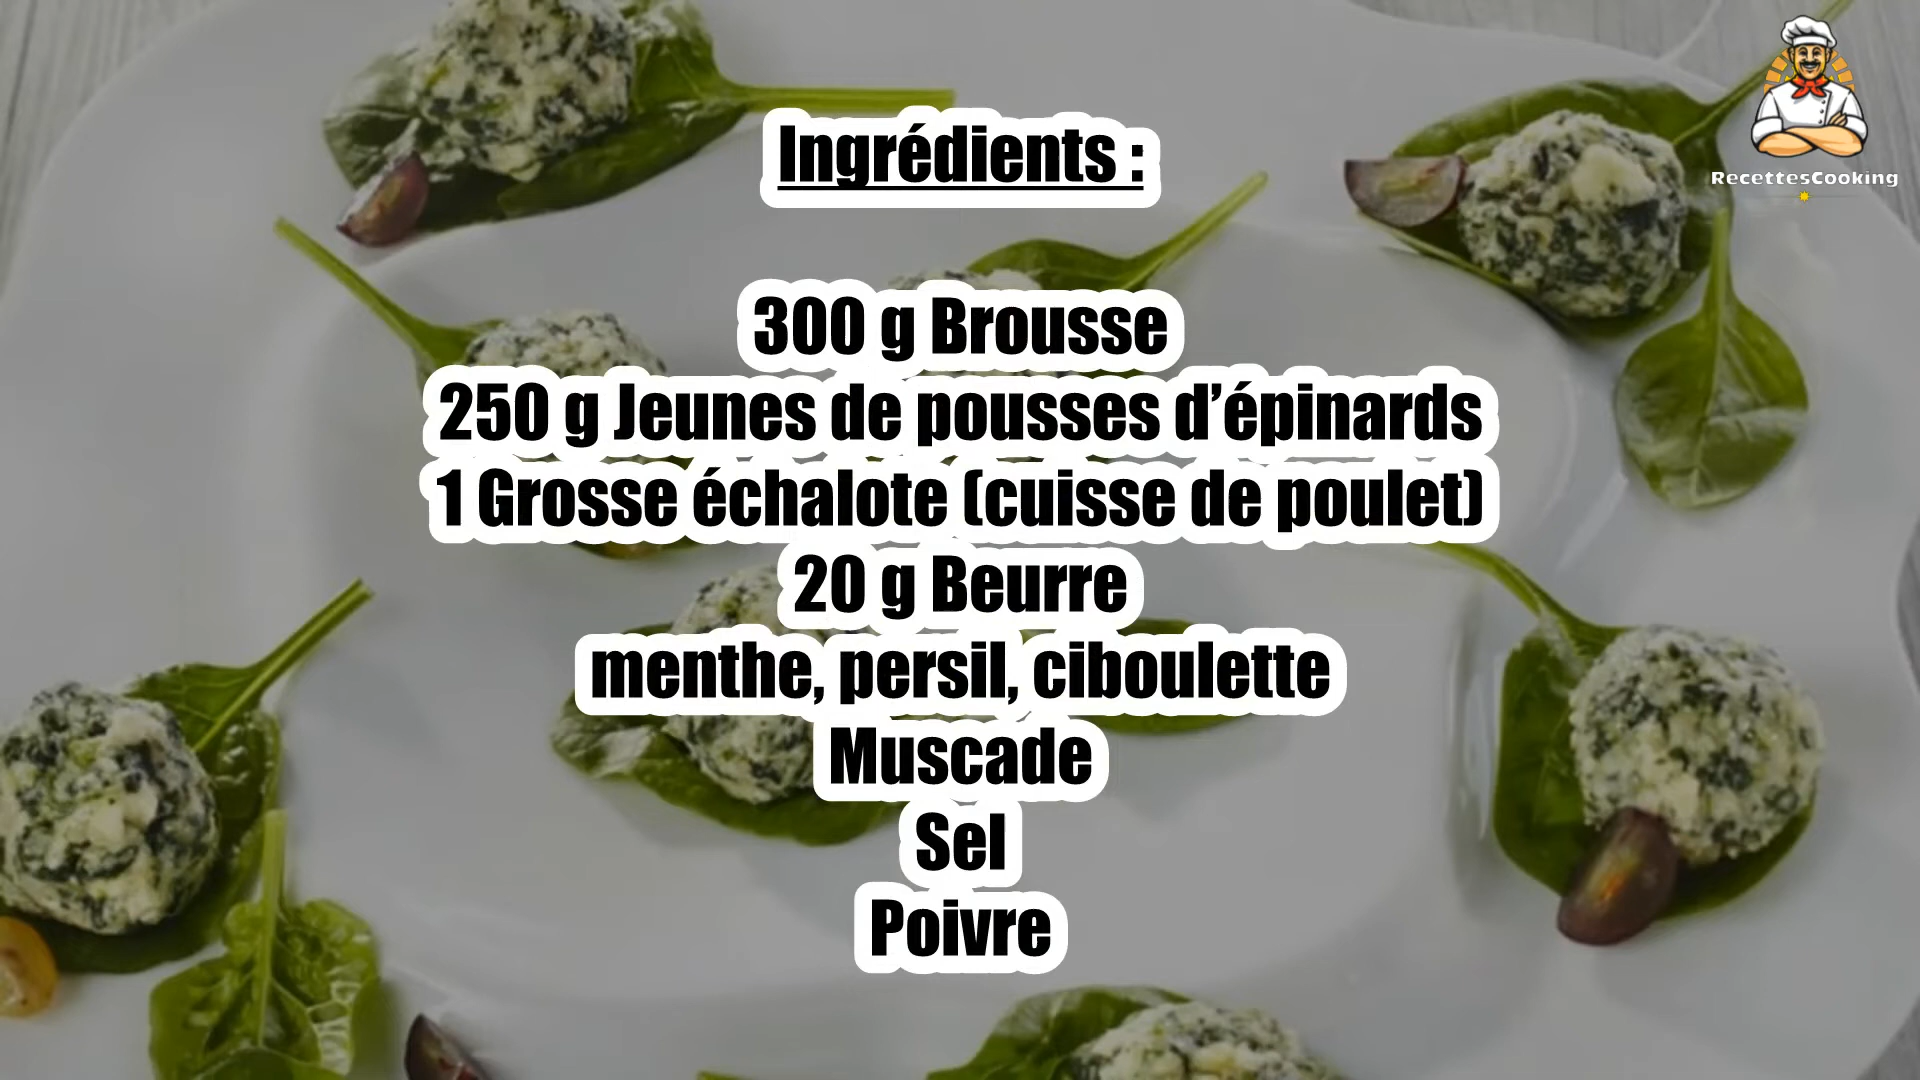 Ingrédients :
RecettesCooking
300 g Brousse
250 g Jeunes de pousses d’épinards
1 Grosse échalote (cuisse de poulet)
20 g Beurre
menthe, persil, ciboulette
Muscade
Sel
Poivre